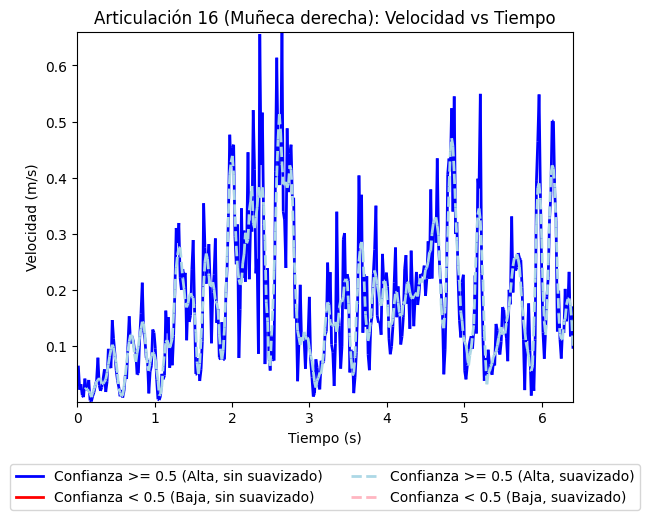 Articulación 16 (Muñeca derecha): Velocidad vs Tiempo
0.6
0.5
0.4
0.3
0.2
0.1
Velocidad (m/s)
0 1 2 3 4 5 6
Tiempo (s)
Confianza >= 0.5 (Alta, sin suavizado)
Confianza < 0.5 (Baja, sin suavizado)
Confianza >= 0.5 (Alta, suavizado)
Confianza < 0.5 (Baja, suavizado)